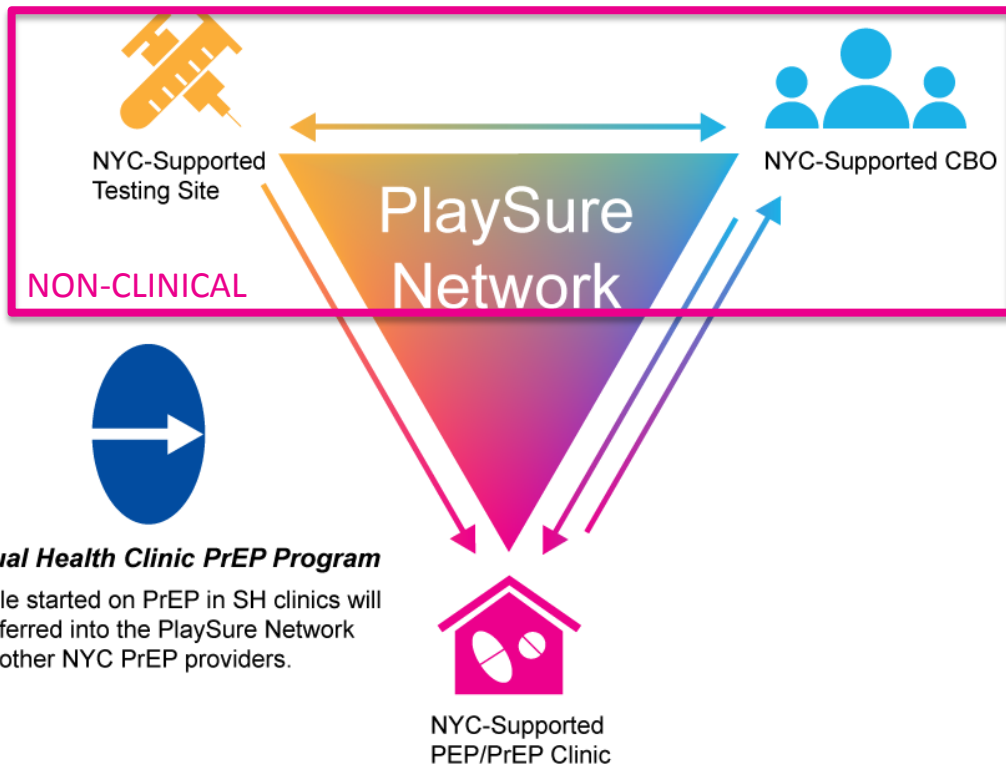 NYC-Supported
Testing Site
NYC-Supported CBO
PlaySure
Network
NON-CLINICAL
ual Health Clinic PrEP Program
le started on PrEP in SH clinics will
ferred into the PlaySure Network
other NYC PrEP providers.
NYC-Supported
PEP/PrEP Clinic